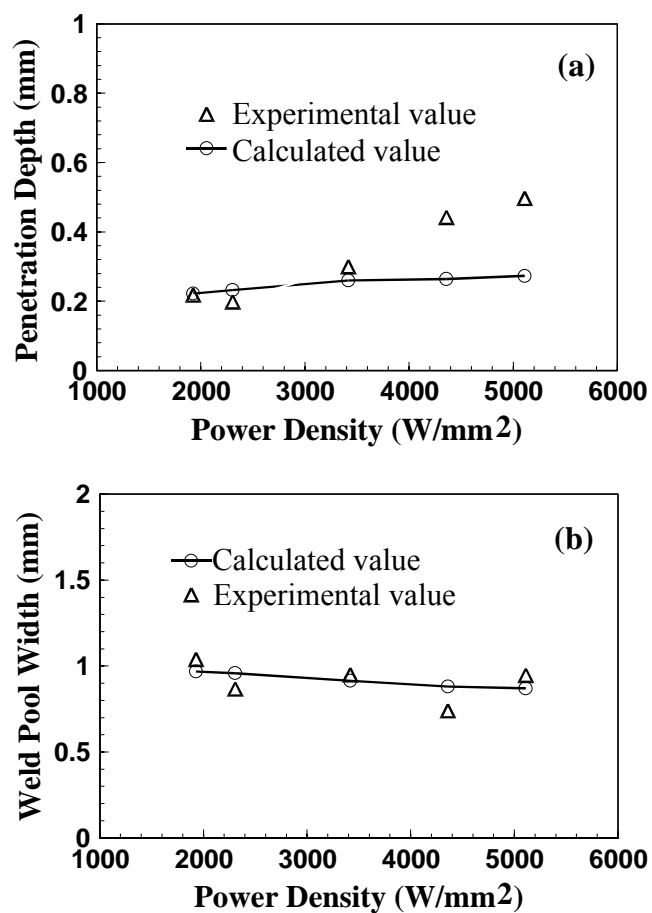 1
(a)
Penetration Depth (mm)
0.8
Experimental value
Calculated value
0.6
0.4
0.2
0
1000 2000 3000 4000 5000 6000
Power Density (W/mm2)
2
(b)
Weld Pool Width (mm)
Calculated value
1.5
Experimental value
1
0.5
0
1000 2000 3000 4000 5000 6000
Power Density (W/mm2)